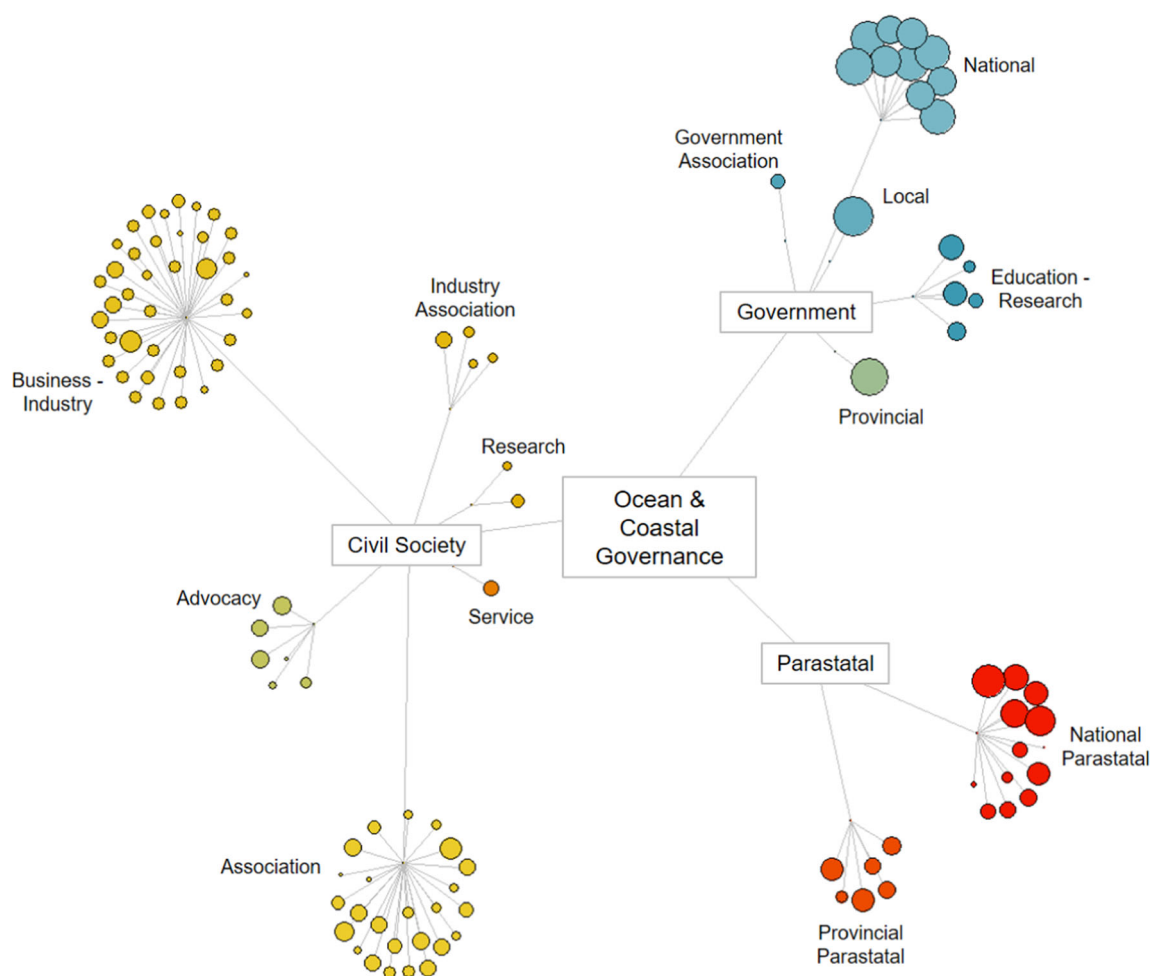 National
Government
Association
Local
Education -
Research
Government
Provincial
Industry
Association
Business -
Industry
Research
Ocean &
Coastal
Governance
Civil Society
Advocacy
Service
Parastatal
National
Parastatal
Association
Provincial
Parastatal